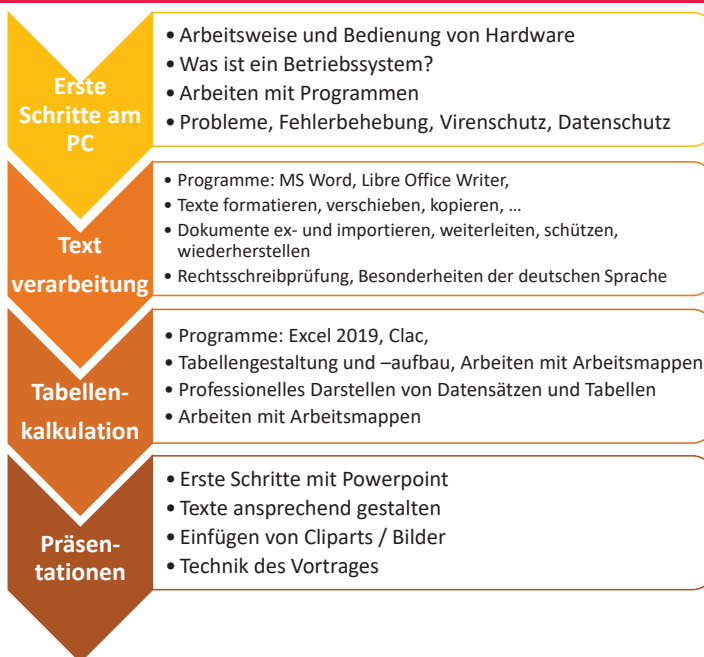 Erste
Schritte am
PC
• Arbeitsweise und Bedienung von Hardware
• Was ist ein Betriebssystem?
• Arbeiten mit Programmen
• Probleme, Fehlerbehebung, Virenschutz, Datenschutz
Text
verarbeitung
• Programme: MS Word, Libre Office Writer,
• Texte formatieren, verschieben, kopieren, ...
• Dokumente ex- und importieren, weiterleiten, schützen,
wiederherstellen
• Rechtsschreibprüfung, Besonderheiten der deutschen Sprache
Tabellen-
kalkulation
• Programme: Excel 2019, Clac,
• Tabellengestaltung und –aufbau, Arbeiten mit Arbeitsmappen
• Professionelles Darstellen von Datensätzen und Tabellen
• Arbeiten mit Arbeitsmappen
Präsen-
tationen
• Erste Schritte mit Powerpoint
• Texte ansprechend gestalten
• Einfügen von Cliparts / Bilder
• Technik des Vortrages